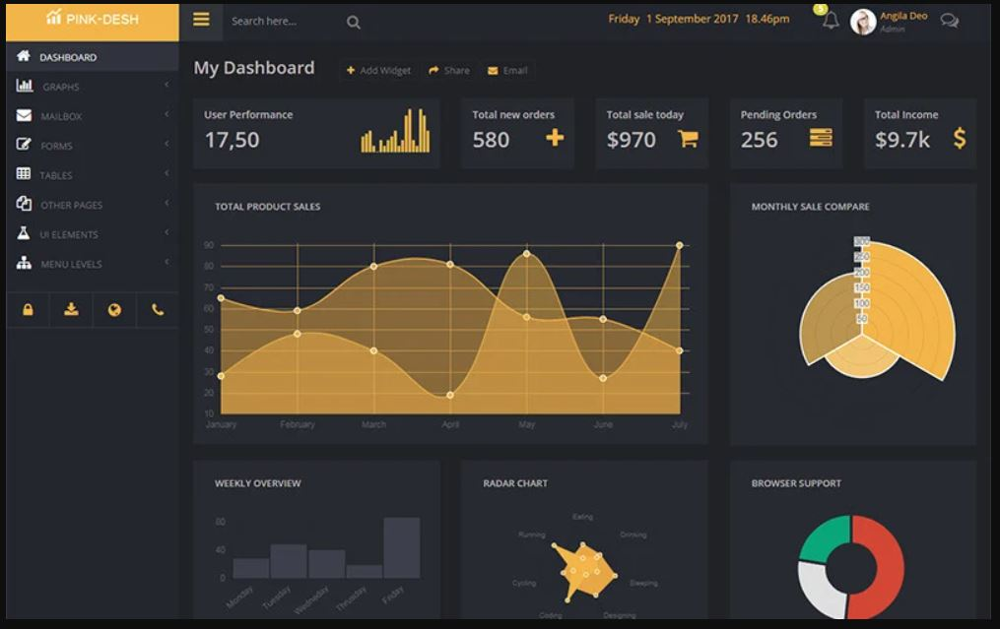 PINK-DESH
Search here...
Friday 1 September 2017 18.46pm
5
Angila Deo
Admin
DASHBOARD
GRAPHS
MAILBOX
FORMS
TABLES
OTHER PAGES
UI ELEMENTS
MENU LEVELS
My Dashboard
Add Widget
Share
Email
User Performance
17,50
Total new orders
580
Total sale today
$970
Pending Orders
256
Total Income
$9.7k
$
TOTAL PRODUCT SALES
90
80
70
60
50
40
30
20
10
January February March April May June July
MONTHLY SALE COMPARE
300
250
200
150
100
50
WEEKLY OVERVIEW
80
40
0
Monday Tuesday Wednesday Thrusday Friday
RADAR CHART
Eating
Running Drinking
Cycling Sleeping
Coding Designing
BROWSER SUPPORT